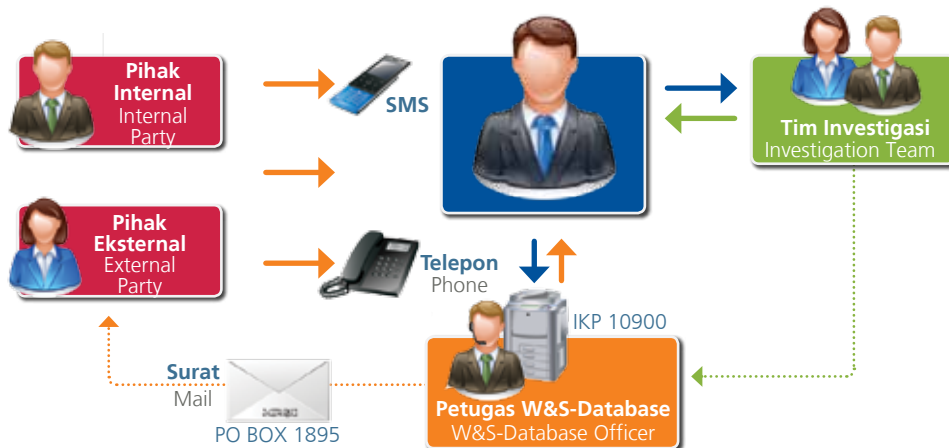 Pihak
Internal
Internal
Party
SMS
Tim Investigasi
Investigation Team
Pihak
Eksternal
External
Party
Telepon
Phone
IKP 10900
Surat
Mail
PO BOX 1895
Petugas W&S-Database
W&S-Database Officer